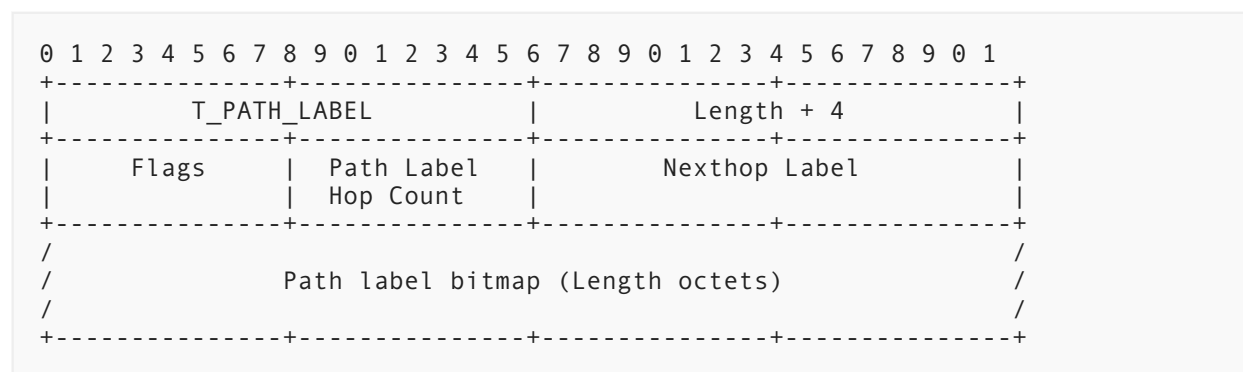 0 1 2 3 4 5 6 7 8 9 0 1 2 3 4 5 6 7 8 9 0 1 2 3 4 5 6 7 8 9 0 1
+---------------+---------------+---------------+---------------+
|          T_PATH_LABEL         |          Length + 4           |
+---------------+---------------+---------------+---------------+
|     Flags     |  Path Label   |        Nexthop Label          |
|               |  Hop Count    |                               |
+---------------+---------------+---------------+---------------+
/                                                               /
/               Path label bitmap (Length octets)               /
/                                                               /
+---------------+---------------+---------------+---------------+